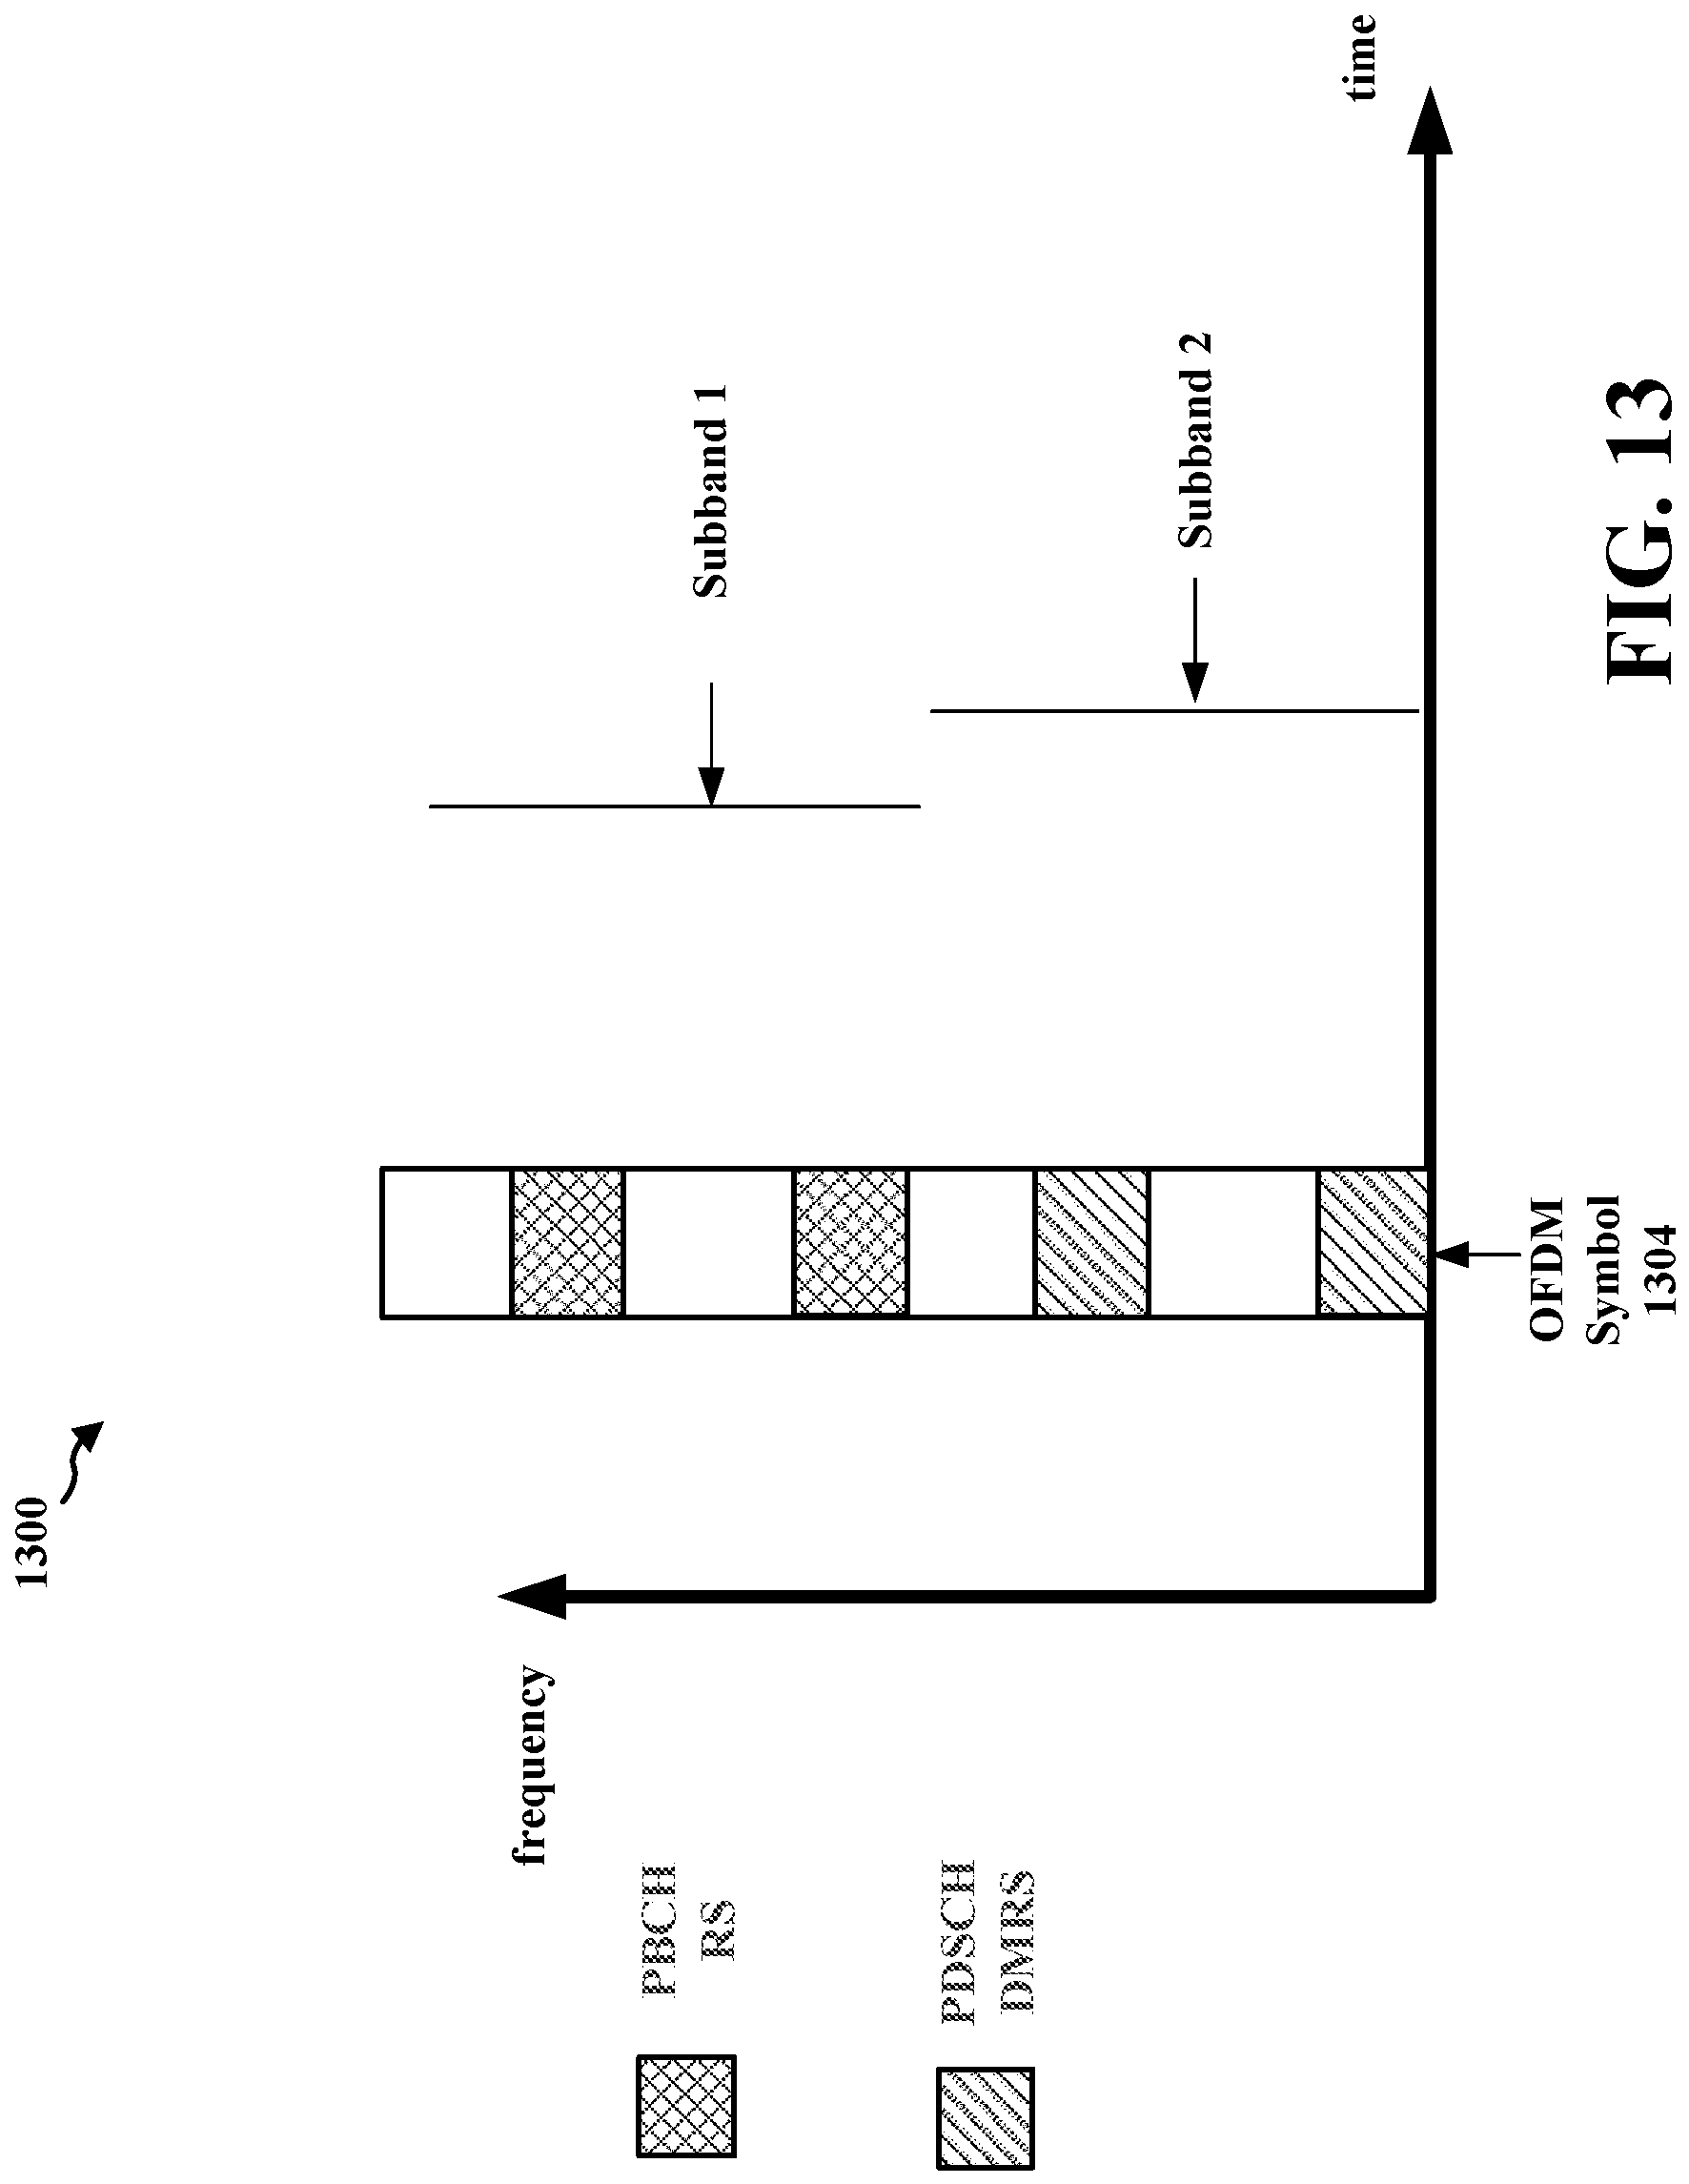 1300
frequency
PBCH
RS
PDSCH
DMRS
Subband 1
Subband 2
time
OFDM
Symbol
1304
FIG. 13